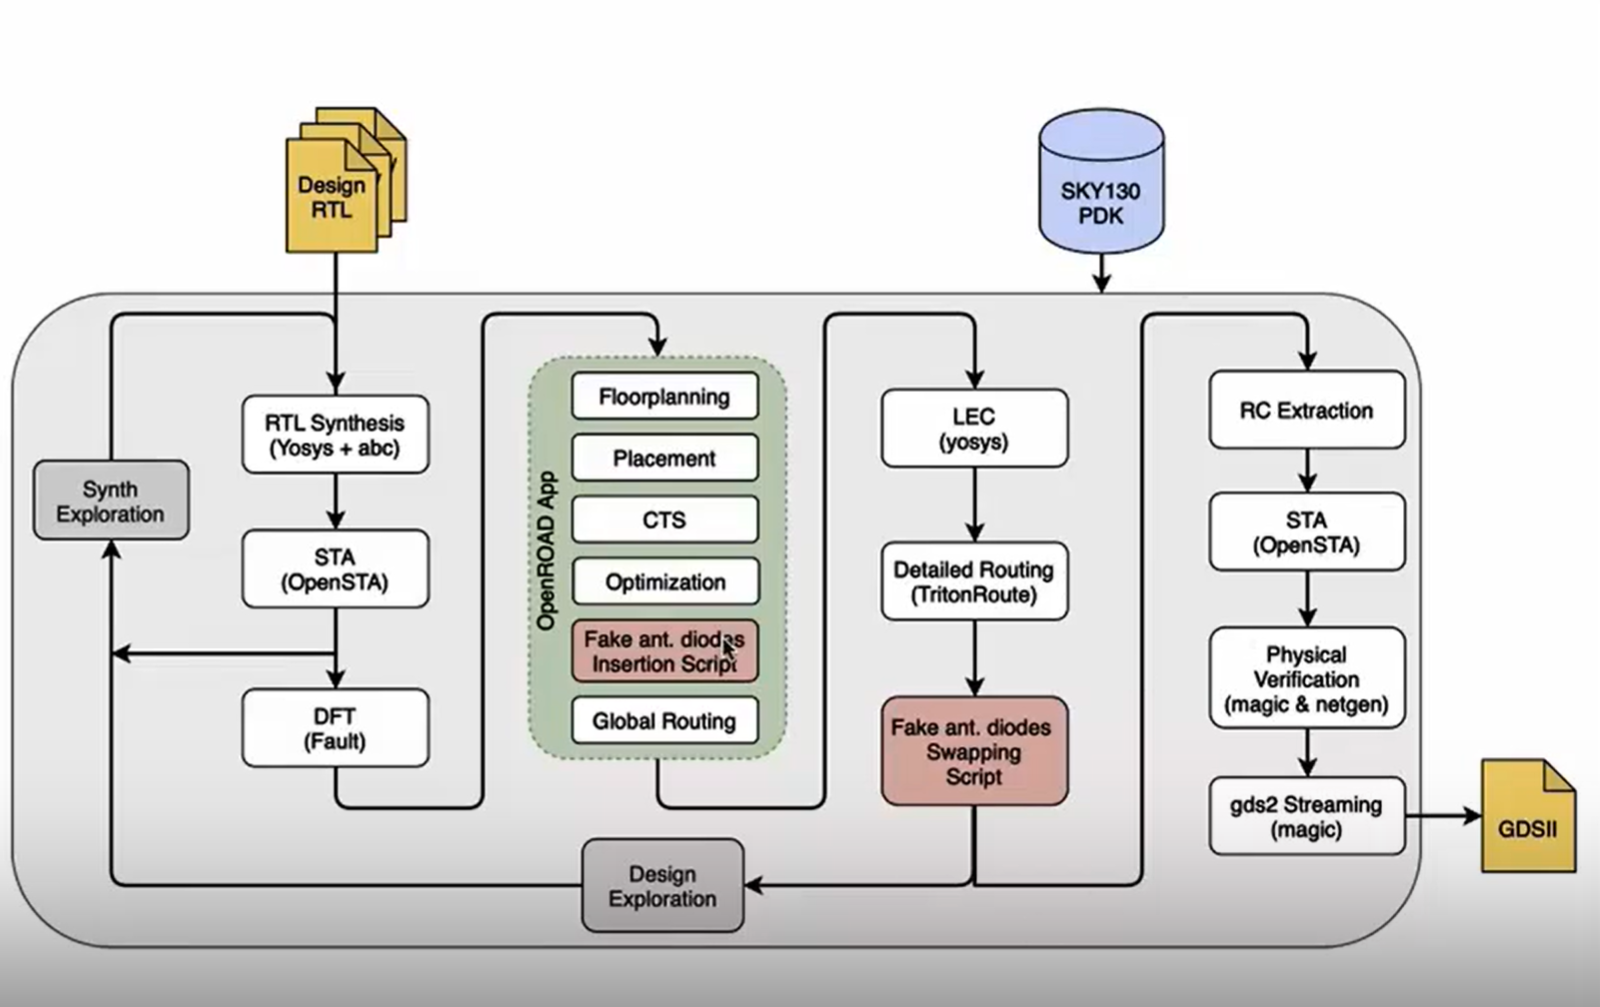 Design
RTL
SKY130
PDK
Synth
Exploration
RTL Synthesis
(Yosys + abc)
STA
(OpenSTA)
DFT
(Fault)
OpenROAD App
Floorplanning
Placement
CTS
Optimization
Fake ant. diodes
Insertion Script
Global Routing
LEC
(yosys)
Detailed Routing
(TritonRoute)
Fake ant. diodes
Swapping
Script
Design
Exploration
RC Extraction
STA
(OpenSTA)
Physical
Verification
(magic & netgen)
gds2 Streaming
(magic)
GDSII